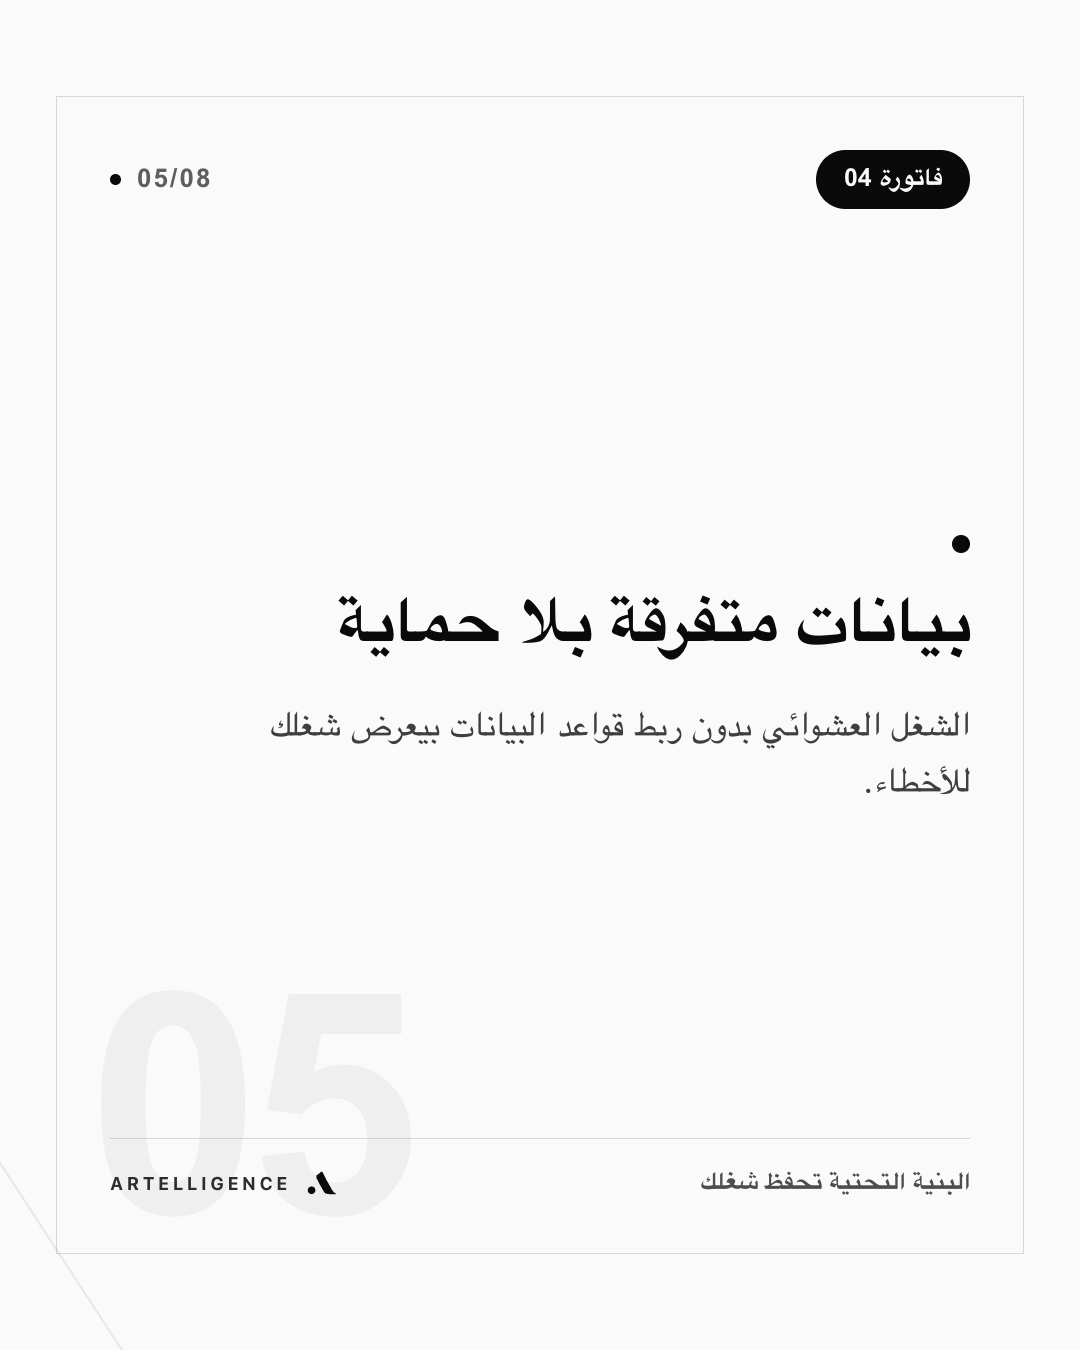 فاتورة 04
05/08
بيانات متفرقة بلا حماية
الشغل العشوائي بدون ربط قواعد البيانات بيعرض شغلك
للأخطاء.
05
البنية التحتية تحفظ شغلك
ARTELLIGENCE